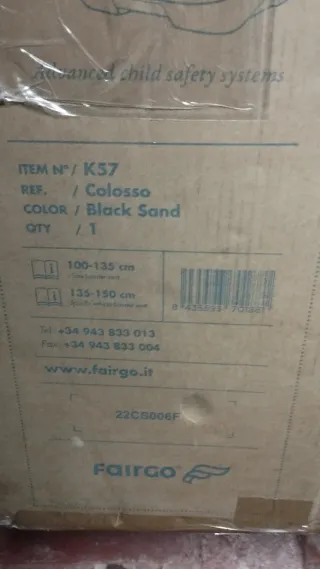 Advanced child safety systems
ITEM Nº / K57
REF. / Colosso
COLOR / Black Sand
QTY / 1
100-135 cm
135-150 cm
Tel. +34 943 833 013
Fax. +34 943 833 004
www.fairgo.it
22CS006F
FAIRGO